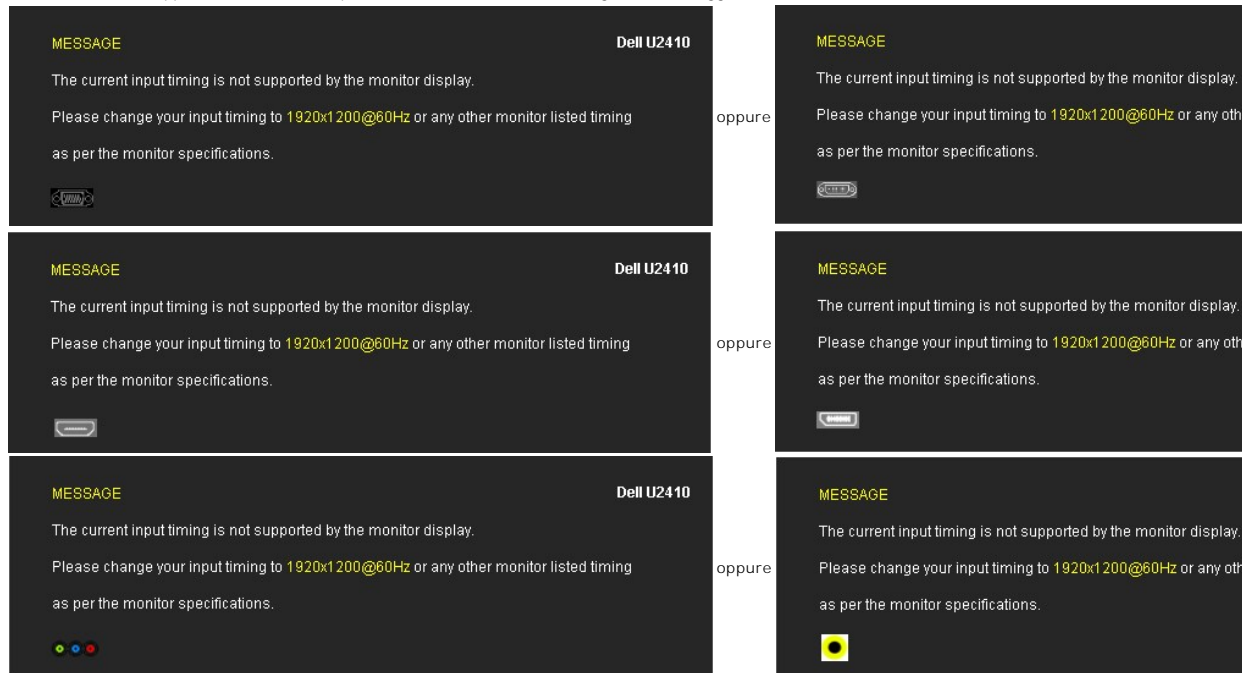 MESSAGE Dell U2410
The current input timing is not supported by the monitor display.
Please change your input timing to 1920x1200@60Hz or any other monitor listed timing
as per the monitor specifications.
oppure
MESSAGE
The current input timing is not supported by the monitor display.
Please change your input timing to 1920x1200@60Hz or any oth
as per the monitor specifications.
MESSAGE Dell U2410
The current input timing is not supported by the monitor display.
Please change your input timing to 1920x1200@60Hz or any other monitor listed timing
as per the monitor specifications.
oppure
MESSAGE
The current input timing is not supported by the monitor display.
Please change your input timing to 1920x1200@60Hz or any oth
as per the monitor specifications.
MESSAGE Dell U2410
The current input timing is not supported by the monitor display.
Please change your input timing to 1920x1200@60Hz or any other monitor listed timing
as per the monitor specifications.
oppure
MESSAGE
The current input timing is not supported by the monitor display.
Please change your input timing to 1920x1200@60Hz or any oth
as per the monitor specifications.